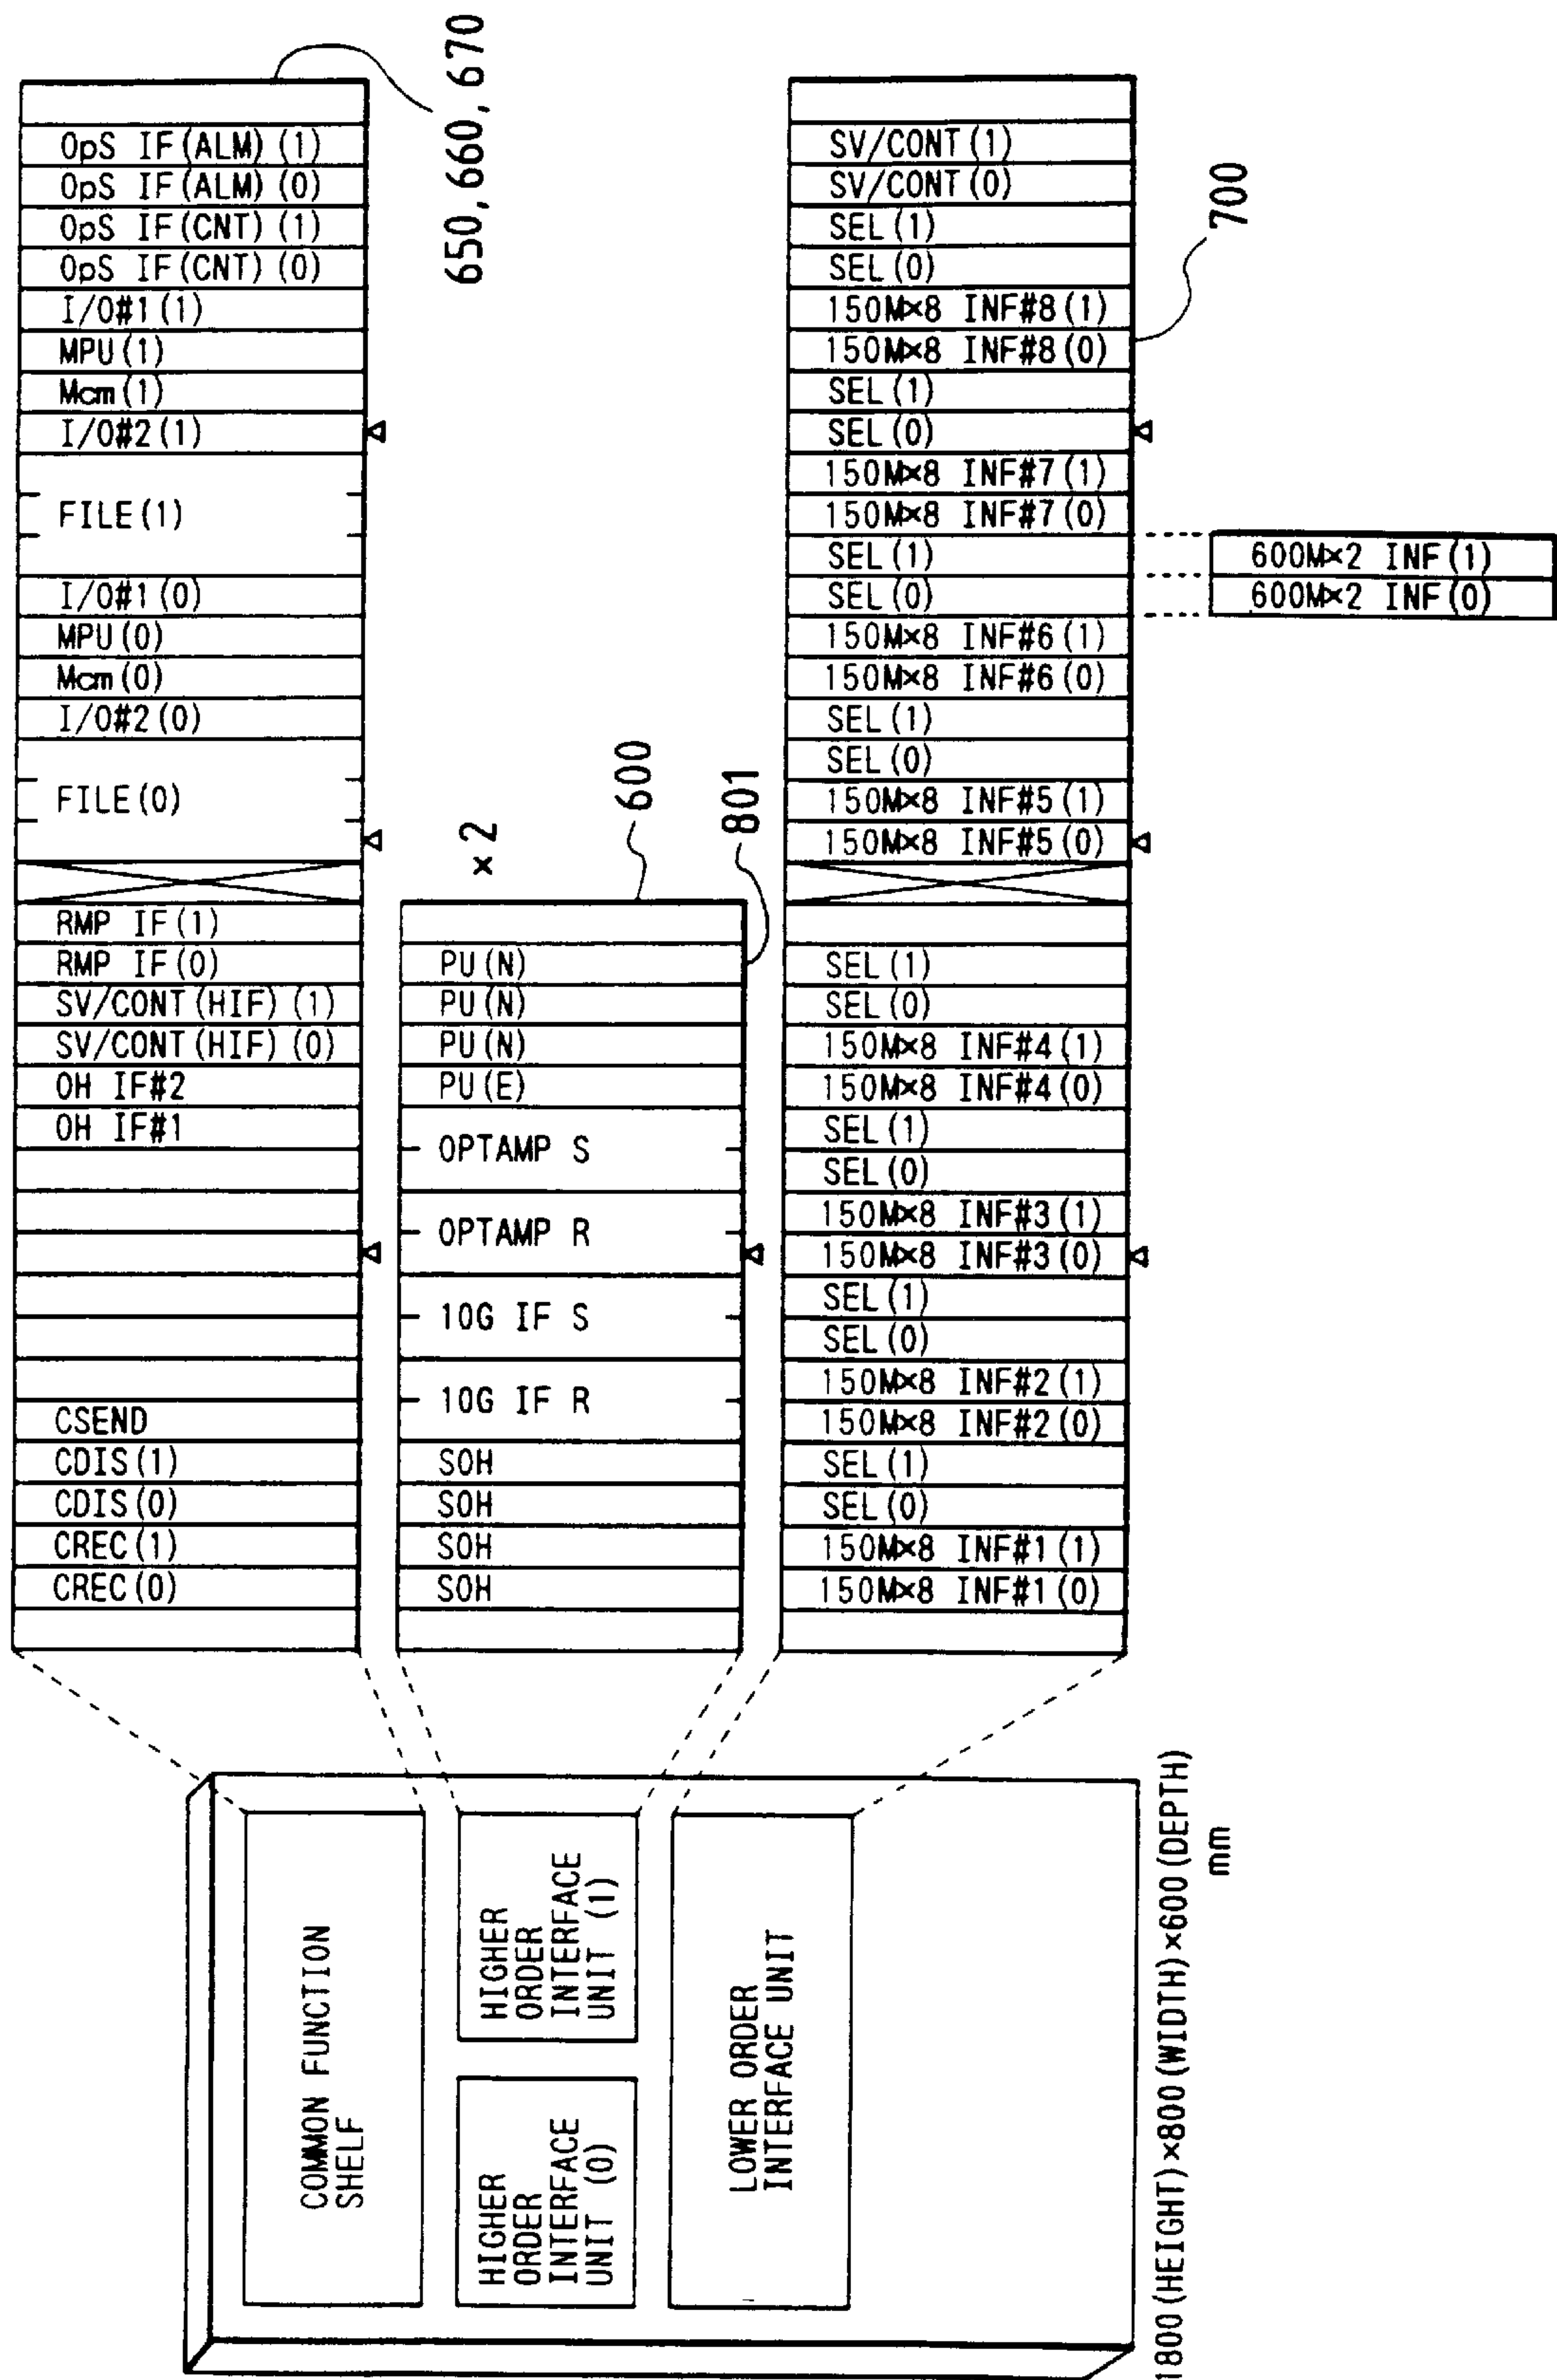 OpS IF(ALM)(1)
OpS IF(ALM)(0)
OpS IF(CNT)(1)
OpS IF(CNT)(0)
I/O#1(1)
MPU(1)
Mem(1)
I/O#2(1)
FILE(1)
I/O#1(0)
MPU(0)
Mem(0)
I/O#2(0)
FILE(0)
RMP IF(1)
RMP IF(0)
SV/CONT(HIF)(1)
SV/CONT(HIF)(0)
OH IF#2
OH IF#1
CSEND
CDIS(1)
CDIS(0)
CREC(1)
CREC(0)
650, 660, 670
×2
600
801
PU(N)
PU(N)
PU(N)
PU(E)
OPTAMP S
OPTAMP R
10G IF S
10G IF R
SOH
SOH
SOH
SOH
SV/CONT(1)
SV/CONT(0)
SEL(1)
SEL(0)
150M×8 INF#8(1)
150M×8 INF#8(0)
SEL(1)
SEL(0)
150M×8 INF#7(1)
150M×8 INF#7(0)
SEL(1)
SEL(0)
150M×8 INF#6(1)
150M×8 INF#6(0)
SEL(1)
SEL(0)
150M×8 INF#5(1)
150M×8 INF#5(0)
SEL(1)
SEL(0)
150M×8 INF#4(1)
150M×8 INF#4(0)
SEL(1)
SEL(0)
150M×8 INF#3(1)
150M×8 INF#3(0)
SEL(1)
SEL(0)
150M×8 INF#2(1)
150M×8 INF#2(0)
SEL(1)
SEL(0)
150M×8 INF#1(1)
150M×8 INF#1(0)
700
600M×2 INF(1)
600M×2 INF(0)
COMMON FUNCTION
SHELF
HIGHER
ORDER
INTERFACE
UNIT (0)
HIGHER
ORDER
INTERFACE
UNIT (1)
LOWER ORDER
INTERFACE UNIT
1800(HEIGHT)×800(WIDTH)×600(DEPTH)
mm